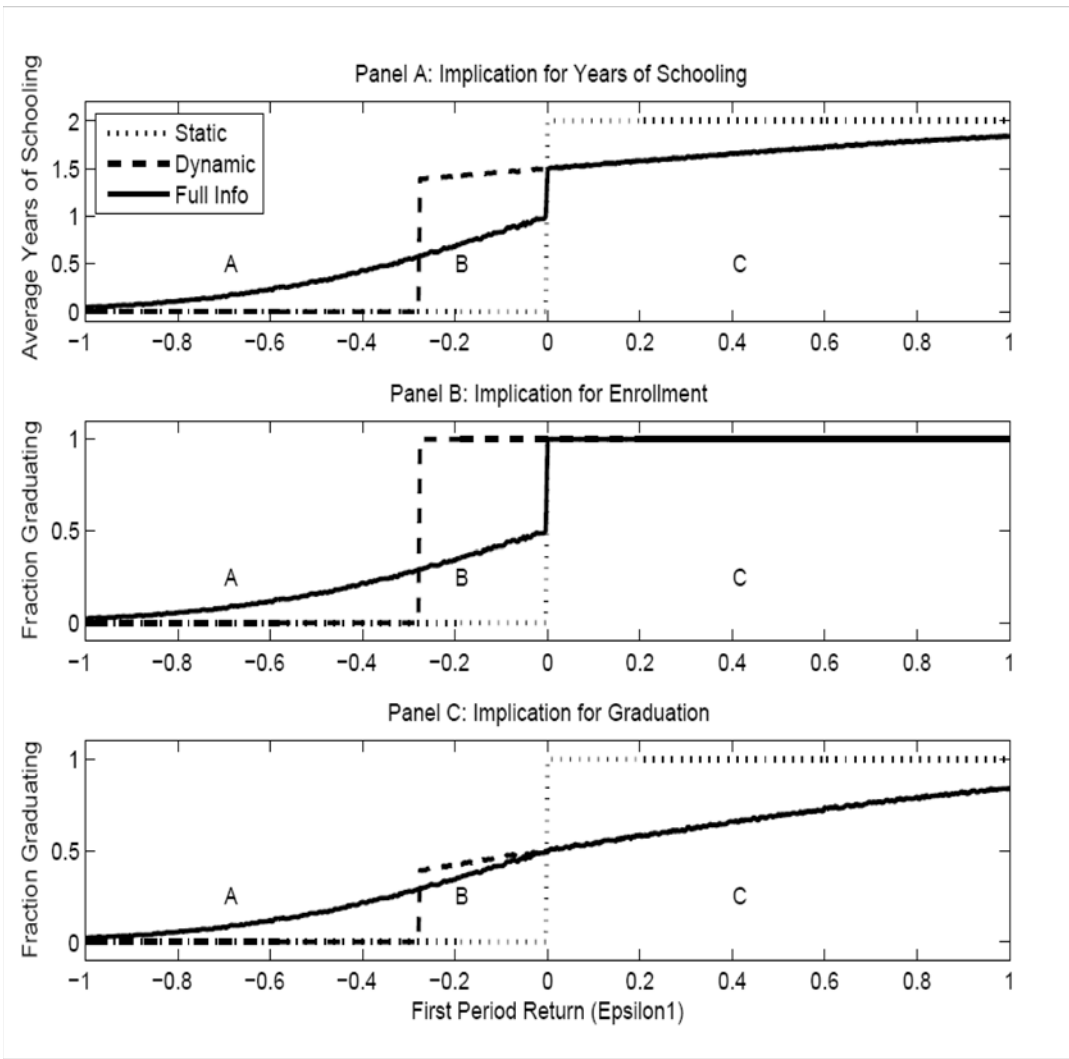 Panel A: Implication for Years of Schooling
Average Years of Schooling
2
1.5
1
0.5
0
Static
Dynamic
Full Info
A
B
C
−1 −0.8 −0.6 −0.4 −0.2 0 0.2 0.4 0.6 0.8 1
Panel B: Implication for Enrollment
Fraction Graduating
1
0.5
0
A
B
C
−1 −0.8 −0.6 −0.4 −0.2 0 0.2 0.4 0.6 0.8 1
Panel C: Implication for Graduation
Fraction Graduating
1
0.5
0
A
B
C
−1 −0.8 −0.6 −0.4 −0.2 0 0.2 0.4 0.6 0.8 1
First Period Return (Epsilon1)